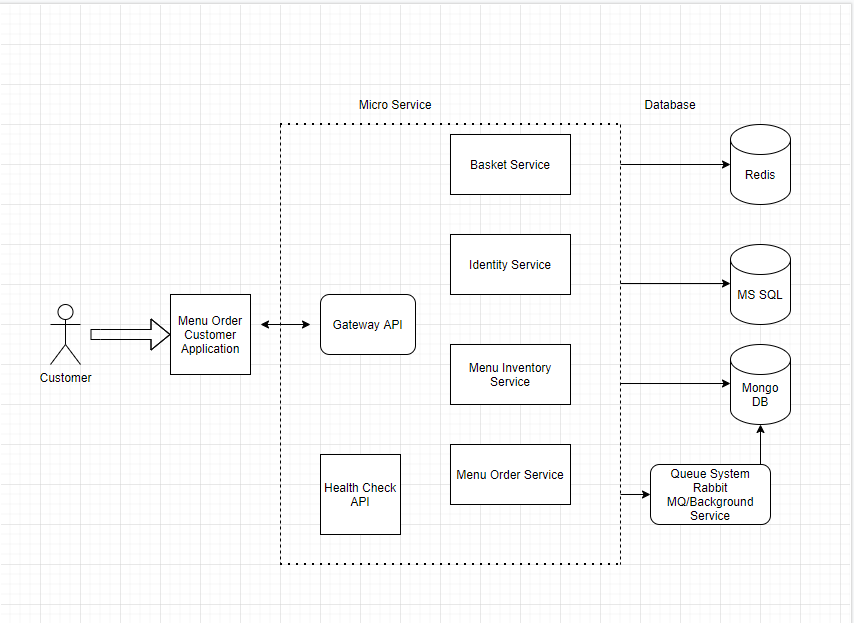 Micro Service
Database
Basket Service
Redis
Identity Service
MS SQL
Menu Order
Customer
Application
Gateway API
Customer
Menu Inventory
Service
Mongo
DB
Health Check
API
Menu Order Service
Queue System
Rabbit
MQ/Background
Service